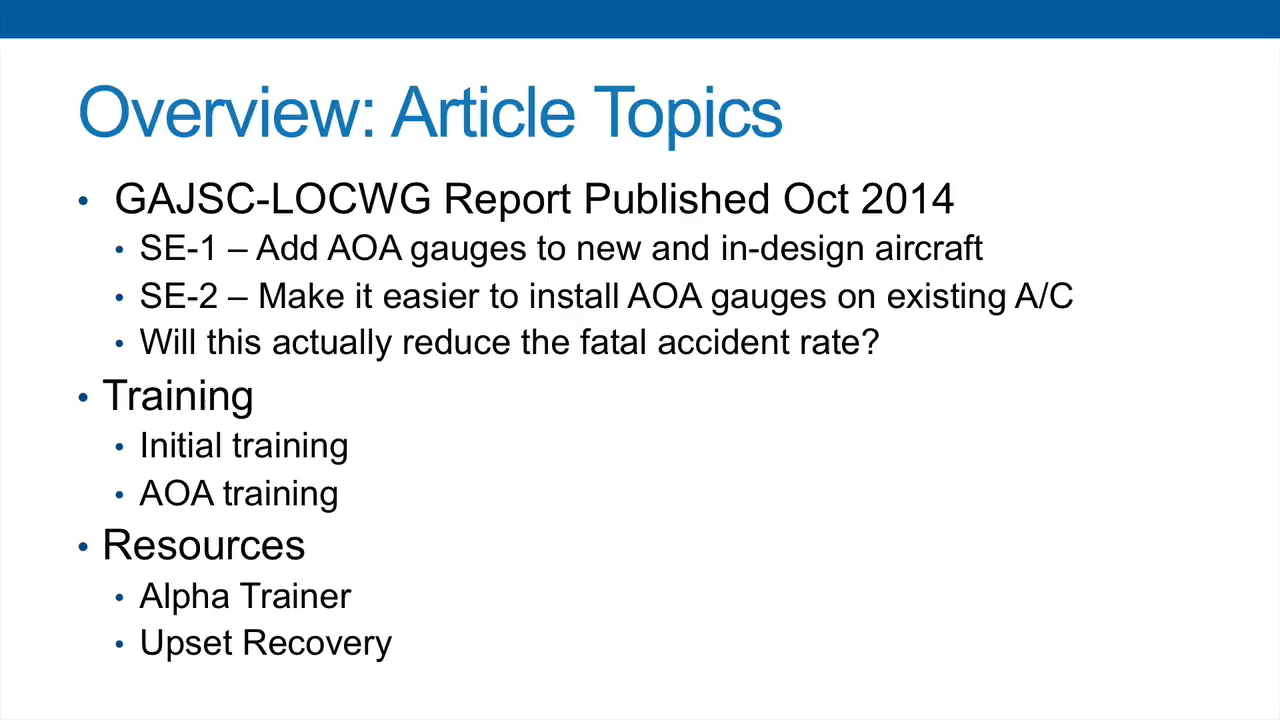 Overview: Article Topics
• GAJSC-LOCWG Report Published Oct 2014
• SE-1 – Add AOA gauges to new and in-design aircraft
• SE-2 – Make it easier to install AOA gauges on existing A/C
• Will this actually reduce the fatal accident rate?
• Training
• Initial training
• AOA training
• Resources
• Alpha Trainer
• Upset Recovery